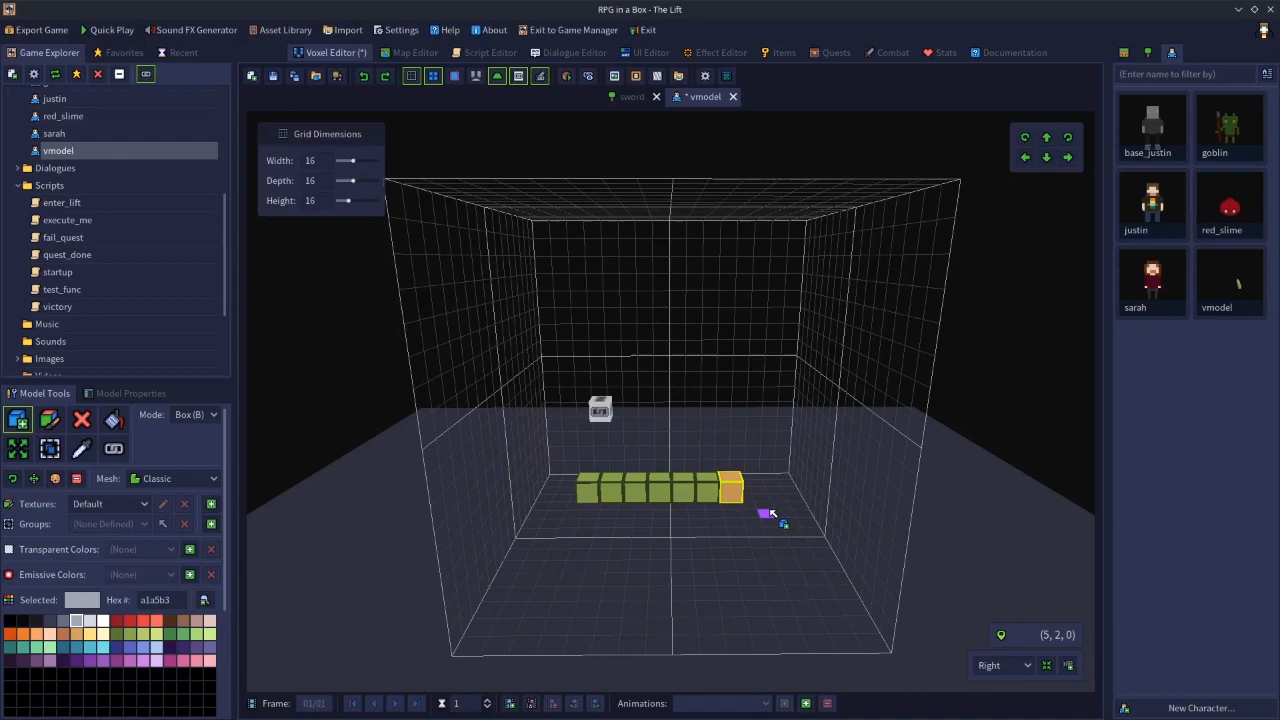 RPG in a Box - The Lift
Export Game Quick Play Sound FX Generator Asset Library Import Settings Help About Exit to Game Manager Exit
Game Explorer Favorites Recent Voxel Editor (*) Map Editor Script Editor Dialogue Editor UI Editor Effect Editor Items Quests Combat Stats Documentation
(Enter name to filter by)
sword * vmodel
justin
red_slime
sarah
vmodel
Dialogues
Scripts
enter_lift
execute_me
fail_quest
quest_done
startup
test_func
victory
Music
Sounds
Images
Grid Dimensions
Width: 16
Depth: 16
Height: 16
base_justin goblin
justin red_slime
sarah vmodel
Model Tools Model Properties
Mode: Box (B)
Mesh: Classic
Textures: Default
Groups: (None Defined)
Transparent Colors: (None)
Emissive Colors: (None)
Selected: Hex #: a1a5b3
(5, 2, 0)
Right
Frame: 01/01 1 Animations:
New Character...